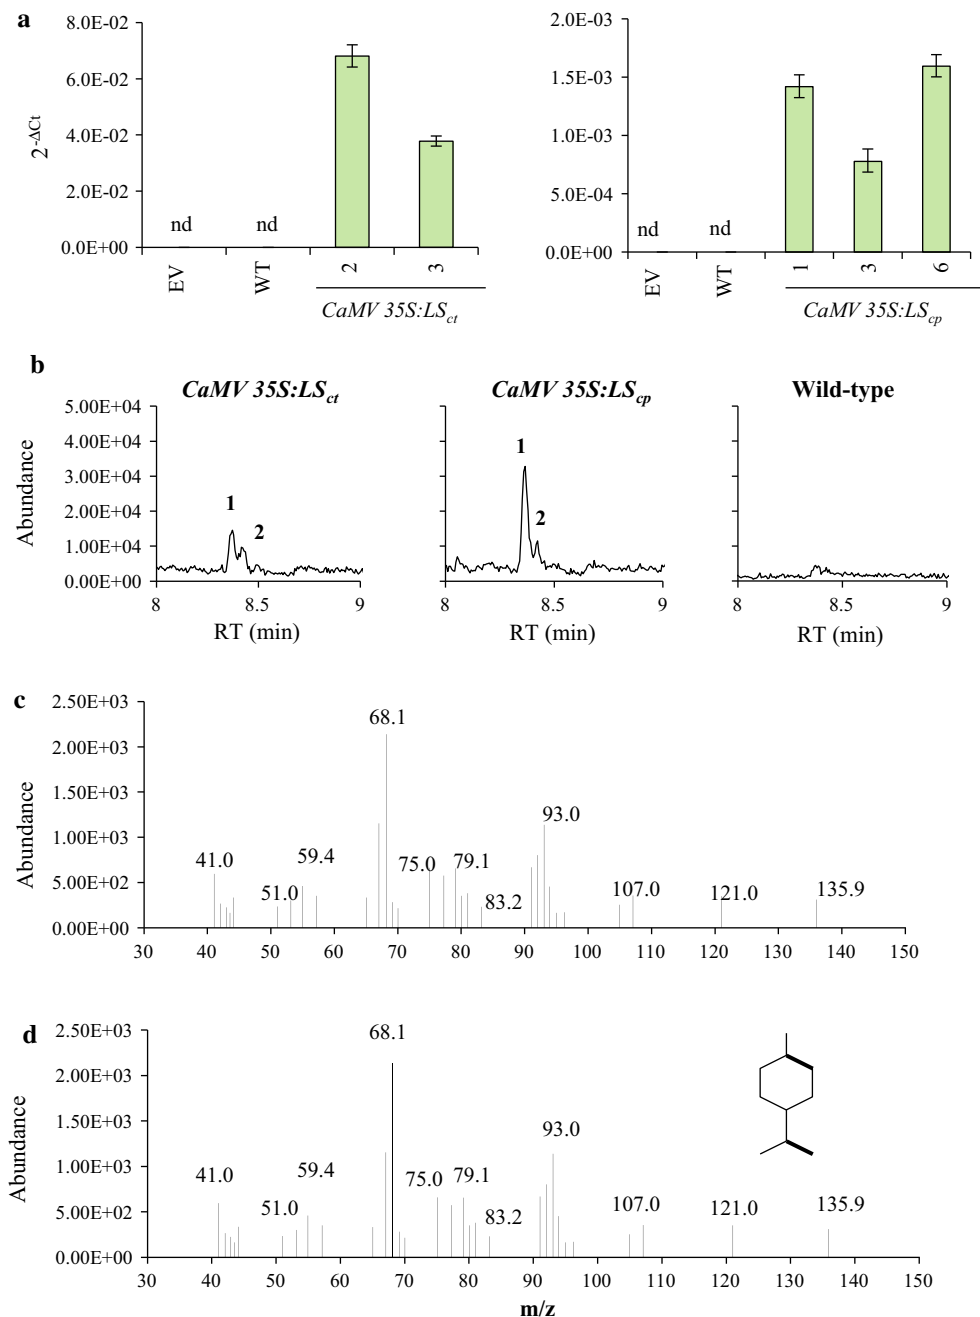 a
8.0E-02
6.0E-02
4.0E-02
2.0E-02
0.0E+00
2^-ΔCt
nd
nd
EV
WT
2
3
CaMV 35S:LS_ct
2.0E-03
1.5E-03
1.0E-03
5.0E-04
0.0E+00
nd
nd
EV
WT
1
3
6
CaMV 35S:LS_cp
b
CaMV 35S:LS_ct
CaMV 35S:LS_cp
Wild-type
Abundance
5.00E+04
4.00E+04
3.00E+04
2.00E+04
1.00E+04
0.00E+00
1
2
1
2
8 8.5 9
8 8.5 9
8 8.5 9
RT (min)
RT (min)
RT (min)
c
Abundance
2.50E+03
2.00E+03
1.50E+03
1.00E+03
5.00E+02
0.00E+00
68.1
93.0
41.0
59.4
75.0
79.1
51.0
83.2
107.0
121.0
135.9
30 40 50 60 70 80 90 100 110 120 130 140 150
d
Abundance
2.50E+03
2.00E+03
1.50E+03
1.00E+03
5.00E+02
0.00E+00
68.1
93.0
41.0
59.4
75.0
79.1
51.0
83.2
107.0
121.0
135.9
30 40 50 60 70 80 90 100 110 120 130 140 150
m/z